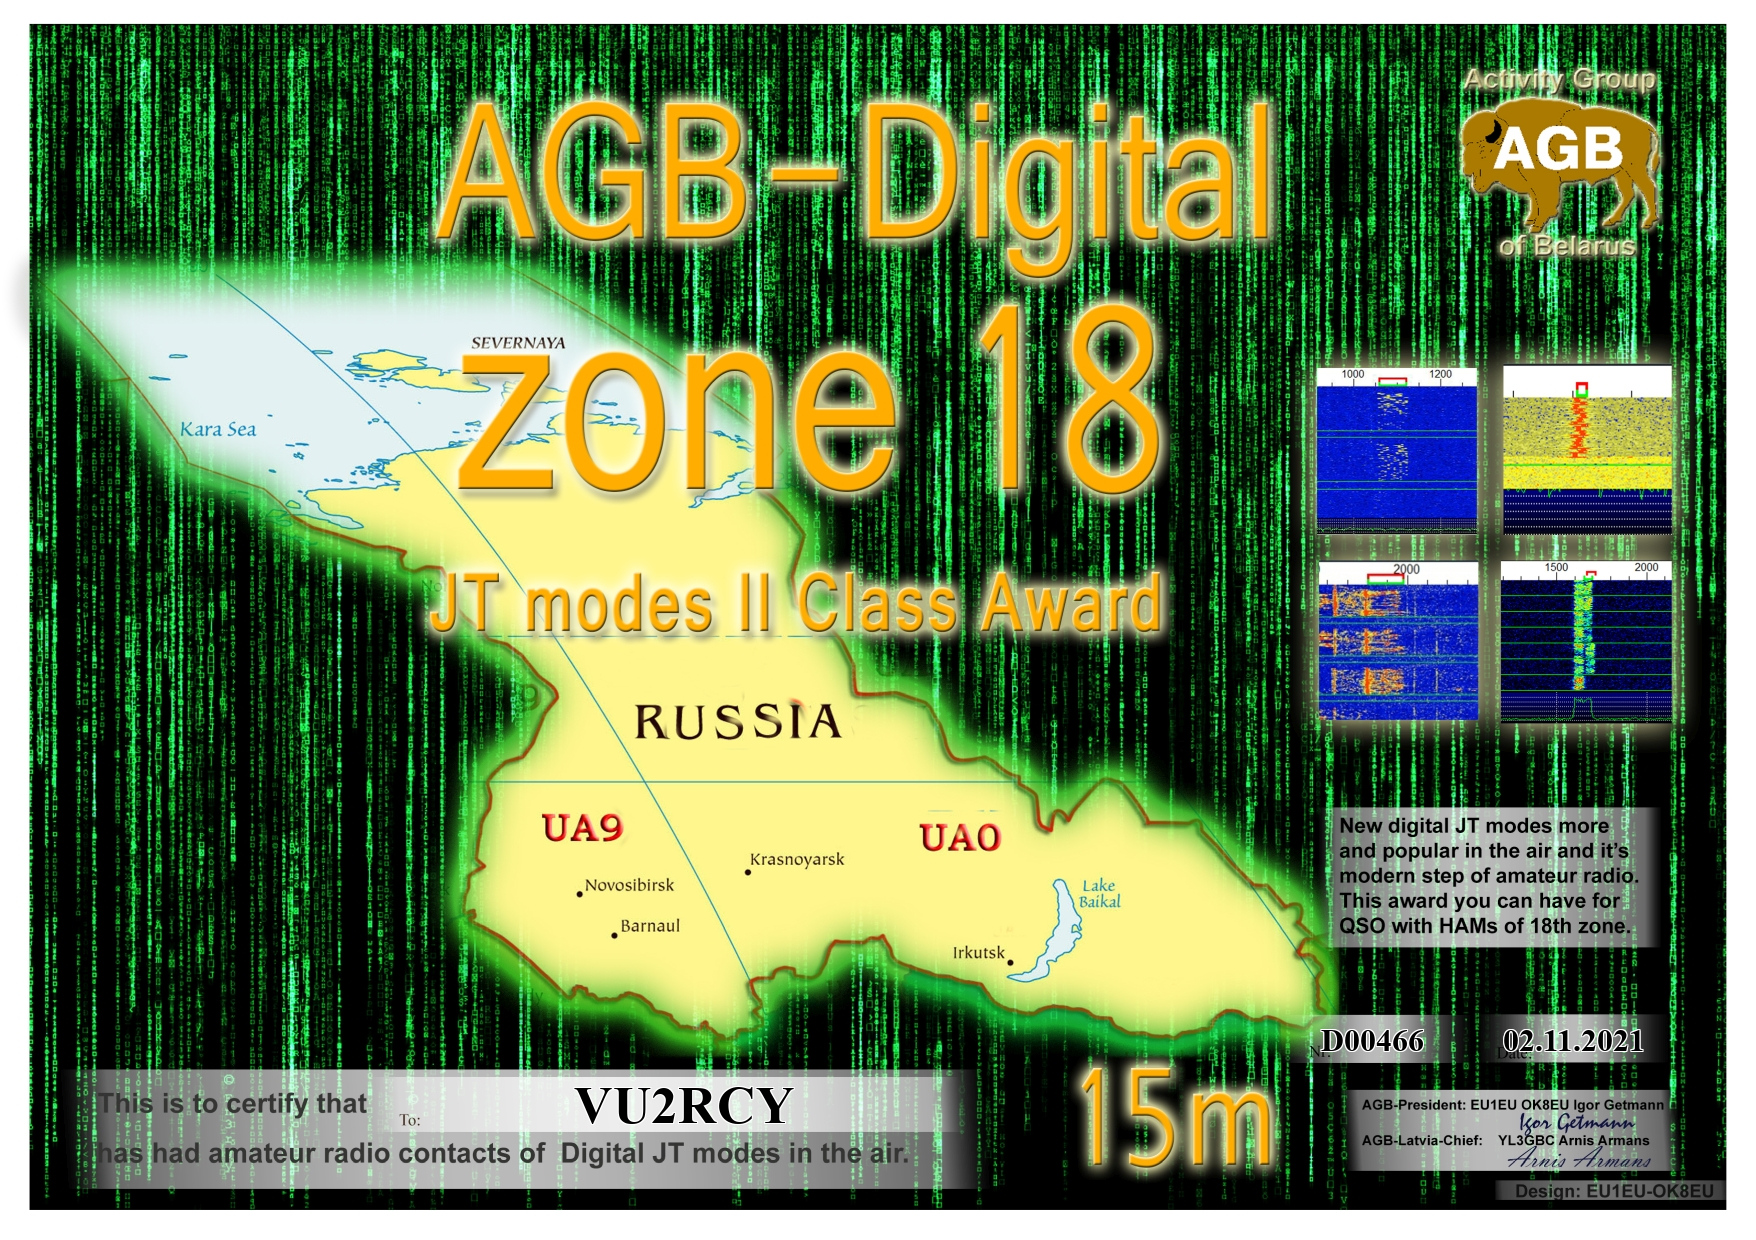 Activity Group
AGB
of Belarus
AGB-Digital
zone 18
SEVERNAYA
Kara Sea
JT modes II Class Award
1000 1200
2000
1500 2000
RUSSIA
UA9
UA0
Krasnoyarsk
Novosibirsk
Barnaul
Lake
Baikal
Irkutsk
New digital JT modes more
and popular in the air and it's
modern step of amateur radio.
This award you can have for
QSO with HAMs of 18th zone.
Nr: D00466
Date: 02.11.2021
15m
This is to certify that
To: VU2RCY
has had amateur radio contacts of Digital JT modes in the air.
AGB-President: EU1EU OK8EU Igor Getmann
Igor Getmann
AGB-Latvia-Chief: YL3GBC Arnis Armans
Arnis Armans
Design: EU1EU-OK8EU